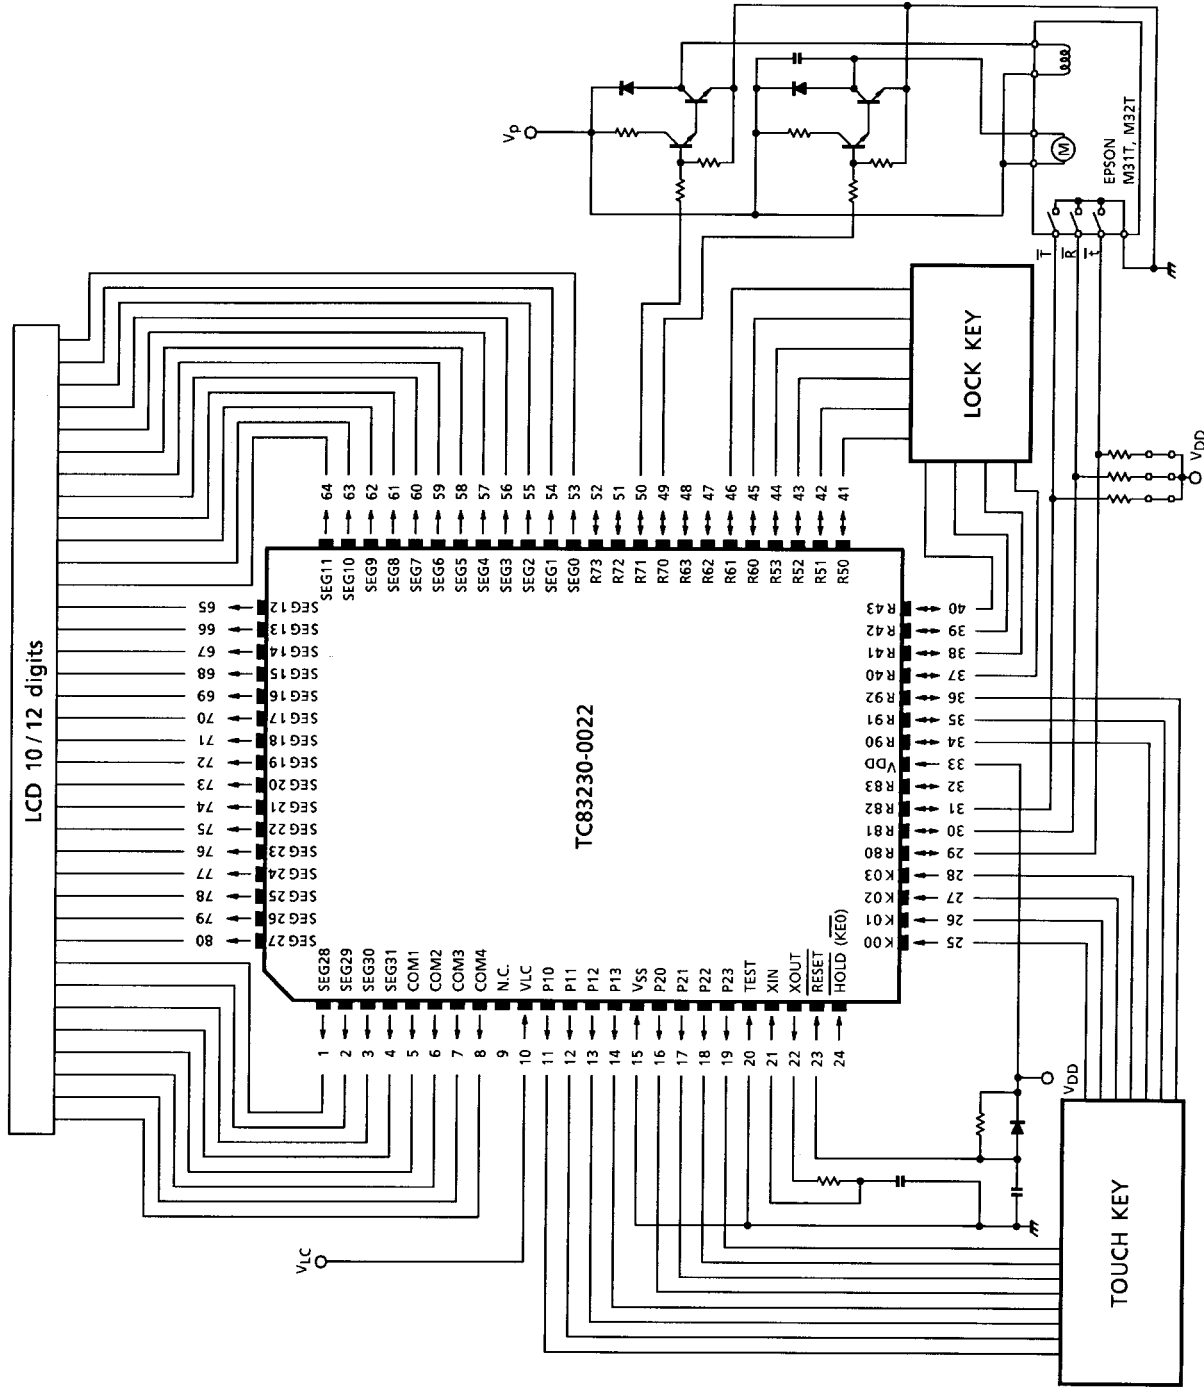 LCD 10 / 12 digits
Vp
EPSON
M31T, M32T
M
T̅
R̅
t̅
VDD
LOCK KEY
TC83230-0022
SEG11 64
SEG10 63
SEG9 62
SEG8 61
SEG7 60
SEG6 59
SEG5 58
SEG4 57
SEG3 56
SEG2 55
SEG1 54
SEG0 53
R73 52
R72 51
R71 50
R70 49
R63 48
R62 47
R61 46
R60 45
R53 44
R52 43
R51 42
R50 41
65 SEG12
66 SEG13
67 SEG14
68 SEG15
69 SEG16
70 SEG17
71 SEG18
72 SEG19
73 SEG20
74 SEG21
75 SEG22
76 SEG23
77 SEG24
78 SEG25
79 SEG26
80 SEG27
R43 40
R42 39
R41 38
R40 37
R92 36
R91 35
R90 34
VDD 33
R83 32
R82 31
R81 30
R80 29
K03 28
K02 27
K01 26
K00 25
SEG28 1
SEG29 2
SEG30 3
SEG31 4
COM1 5
COM2 6
COM3 7
COM4 8
N.C. 9
VLC 10
P10 11
P11 12
P12 13
P13 14
VSS 15
P20 16
P21 17
P22 18
P23 19
TEST 20
XIN 21
XOUT 22
R̅E̅S̅E̅T̅ 23
H̅O̅L̅D̅ (K̅E̅0̅) 24
VLC
VDD
TOUCH KEY